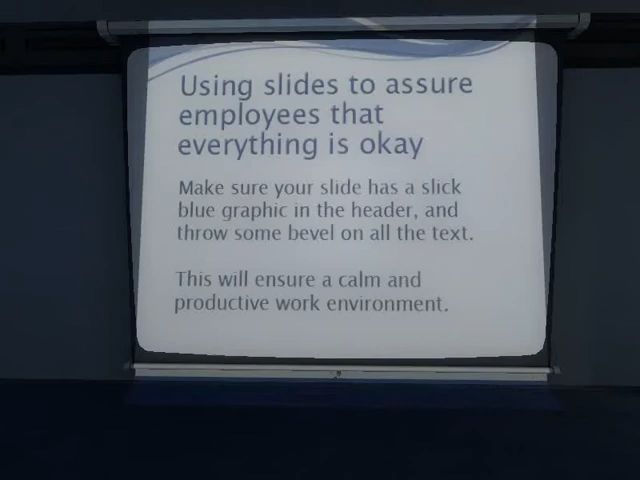 Using slides to assure
employees that
everything is okay
Make sure your slide has a slick
blue graphic in the header, and
throw some bevel on all the text.
This will ensure a calm and
productive work environment.